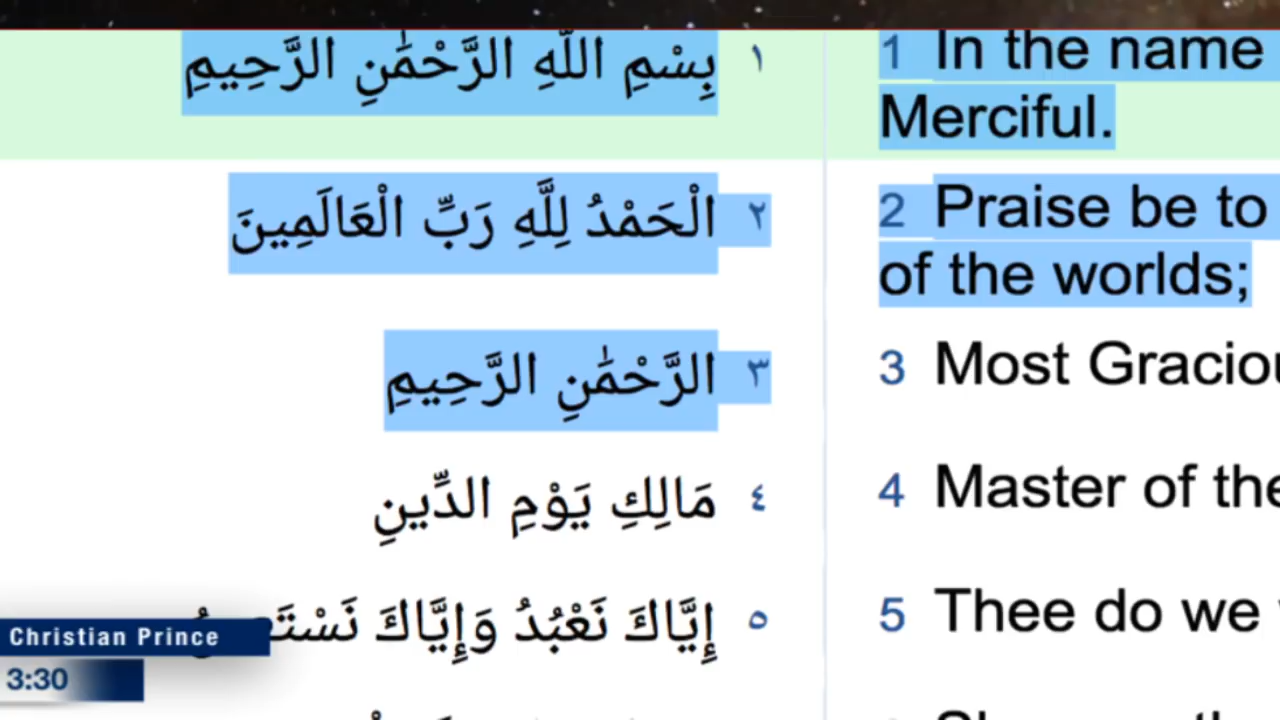 بِسْمِ اللَّهِ الرَّحْمَٰنِ الرَّحِيمِ ١
1 In the name
Merciful.
الْحَمْدُ لِلَّهِ رَبِّ الْعَالَمِينَ ٢
2 Praise be to
of the worlds;
الرَّحْمَٰنِ الرَّحِيمِ ٣
3 Most
مَالِكِ يَوْمِ الدِّينِ ٤
4 Master of
إِيَّاكَ نَعْبُدُ وَإِيَّاكَ ٥
5 Thee do we
Christian Prince
3:30